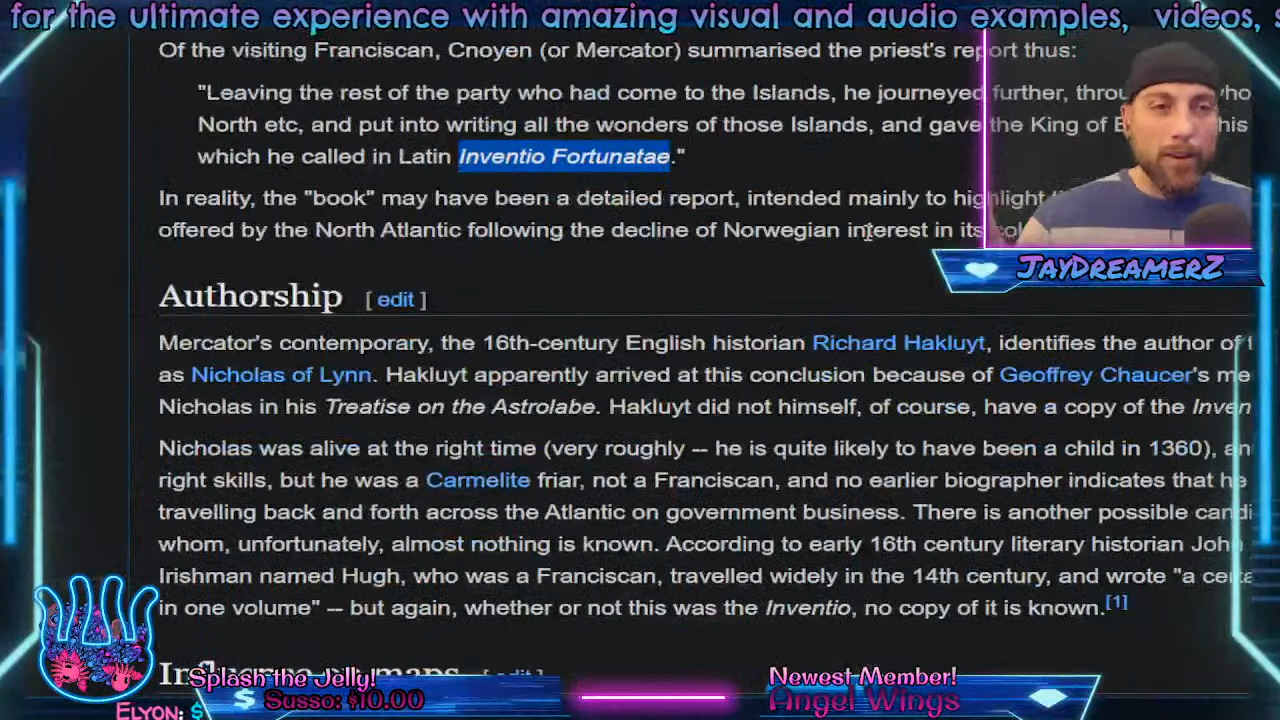 for the ultimate experience with amazing visual and audio examples, videos,
Of the visiting Franciscan, Cnoyen (or Mercator) summarised the priest's report thus:
"Leaving the rest of the party who had come to the Islands, he journeyed further,
North etc, and put into writing all the wonders of those Islands, and gave the King of
which he called in Latin Inventio Fortunatae."
In reality, the "book" may have been a detailed report, intended mainly to highlight
offered by the North Atlantic following the decline of Norwegian interest in its
JayDreamerZ
Authorship [ edit ]
Mercator's contemporary, the 16th-century English historian Richard Hakluyt, identifies the author of
as Nicholas of Lynn. Hakluyt apparently arrived at this conclusion because of Geoffrey Chaucer's
Nicholas in his Treatise on the Astrolabe. Hakluyt did not himself, of course, have a copy of the
Nicholas was alive at the right time (very roughly -- he is quite likely to have been a child in 1360),
right skills, but he was a Carmelite friar, not a Franciscan, and no earlier biographer indicates that
travelling back and forth across the Atlantic on government business. There is another possible
whom, unfortunately, almost nothing is known. According to early 16th century literary historian
Irishman named Hugh, who was a Franciscan, travelled widely in the 14th century, and wrote "a
in one volume" -- but again, whether or not this was the Inventio, no copy of it is known.[1]
Splash the Jelly!
$ Susso: $10.00
Newest Member!
Angel Wings
Elyon: $